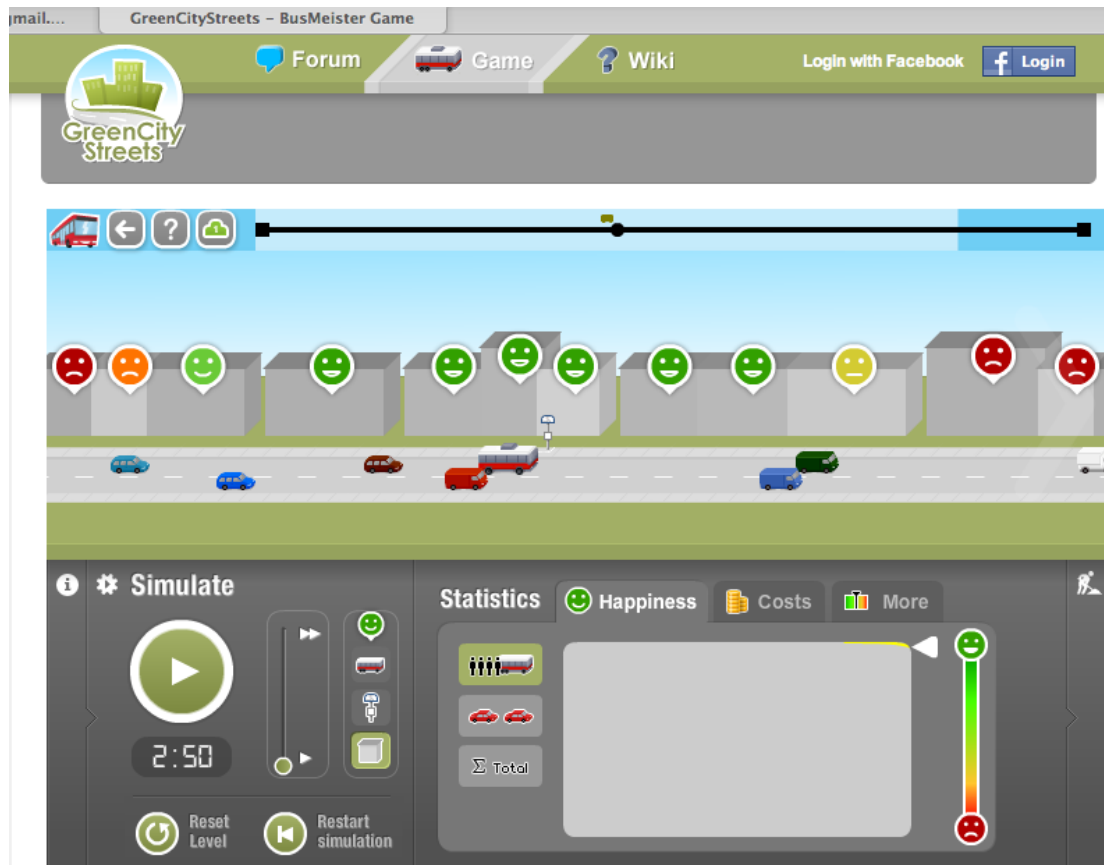 gmail....
GreenCityStreets – BusMeister Game
Forum
Game
Wiki
Login with Facebook
f Login
GreenCity
Streets
?
1
i
Simulate
2:50
Reset
Level
Restart
simulation
Statistics
Happiness
Costs
More
Σ Total